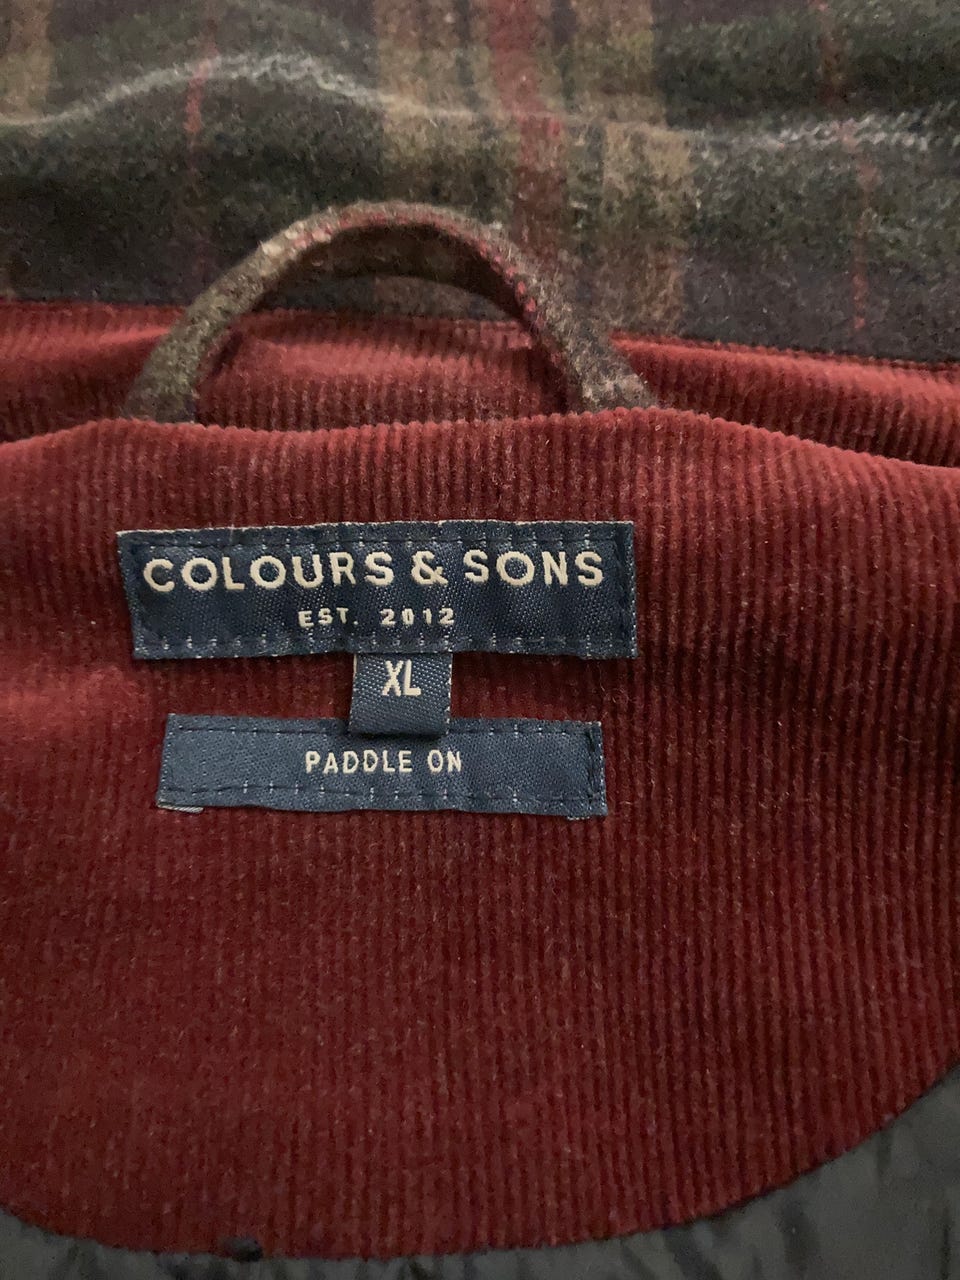 COLOURS & SONS
EST. 2012
XL
PADDLE ON